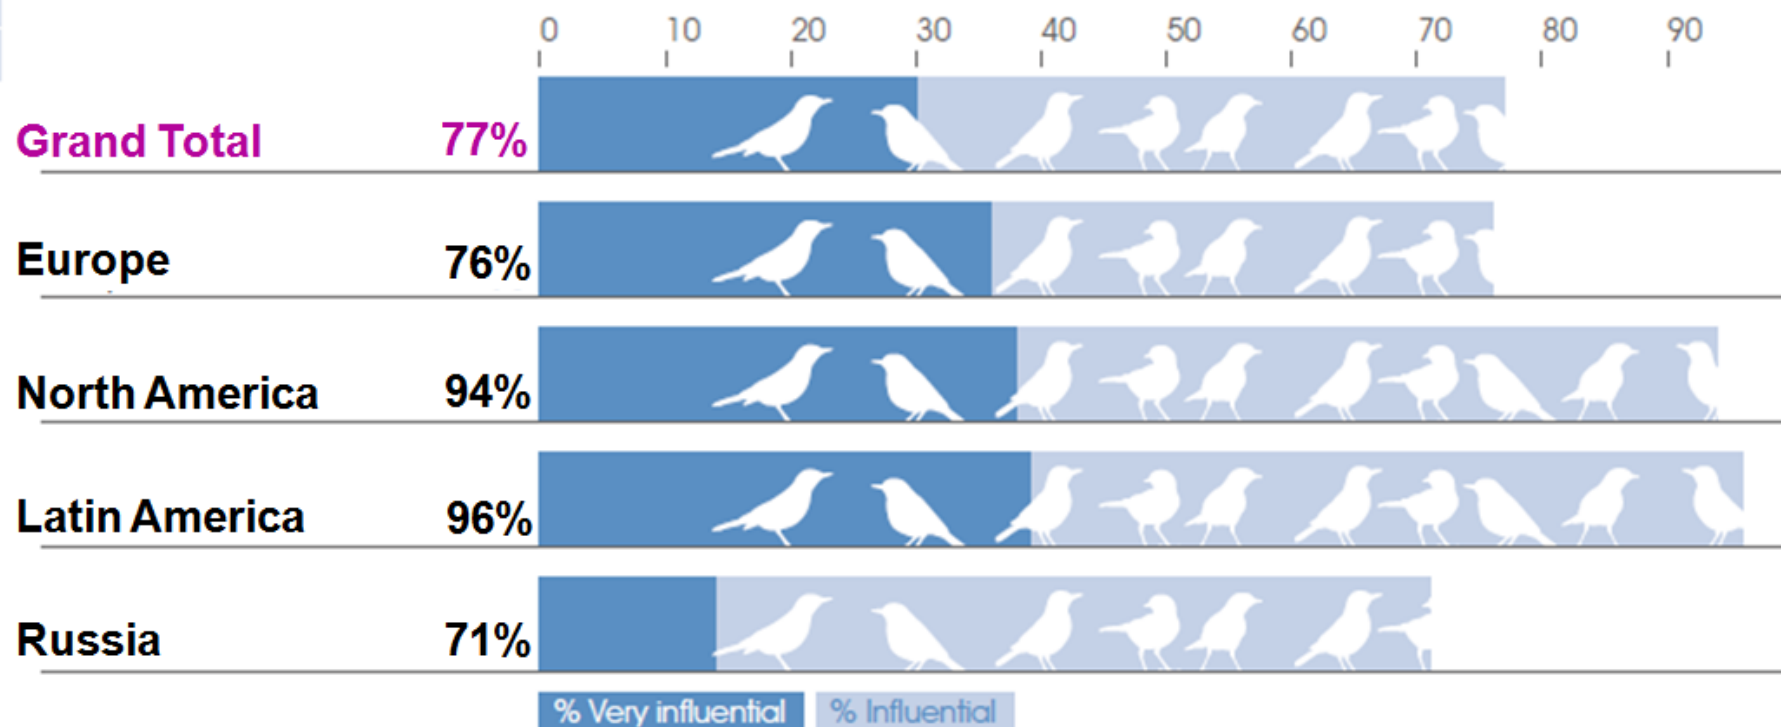 0 10 20 30 40 50 60 70 80 90
Grand Total 77%
Europe 76%
North America 94%
Latin America 96%
Russia 71%
% Very influential % Influential